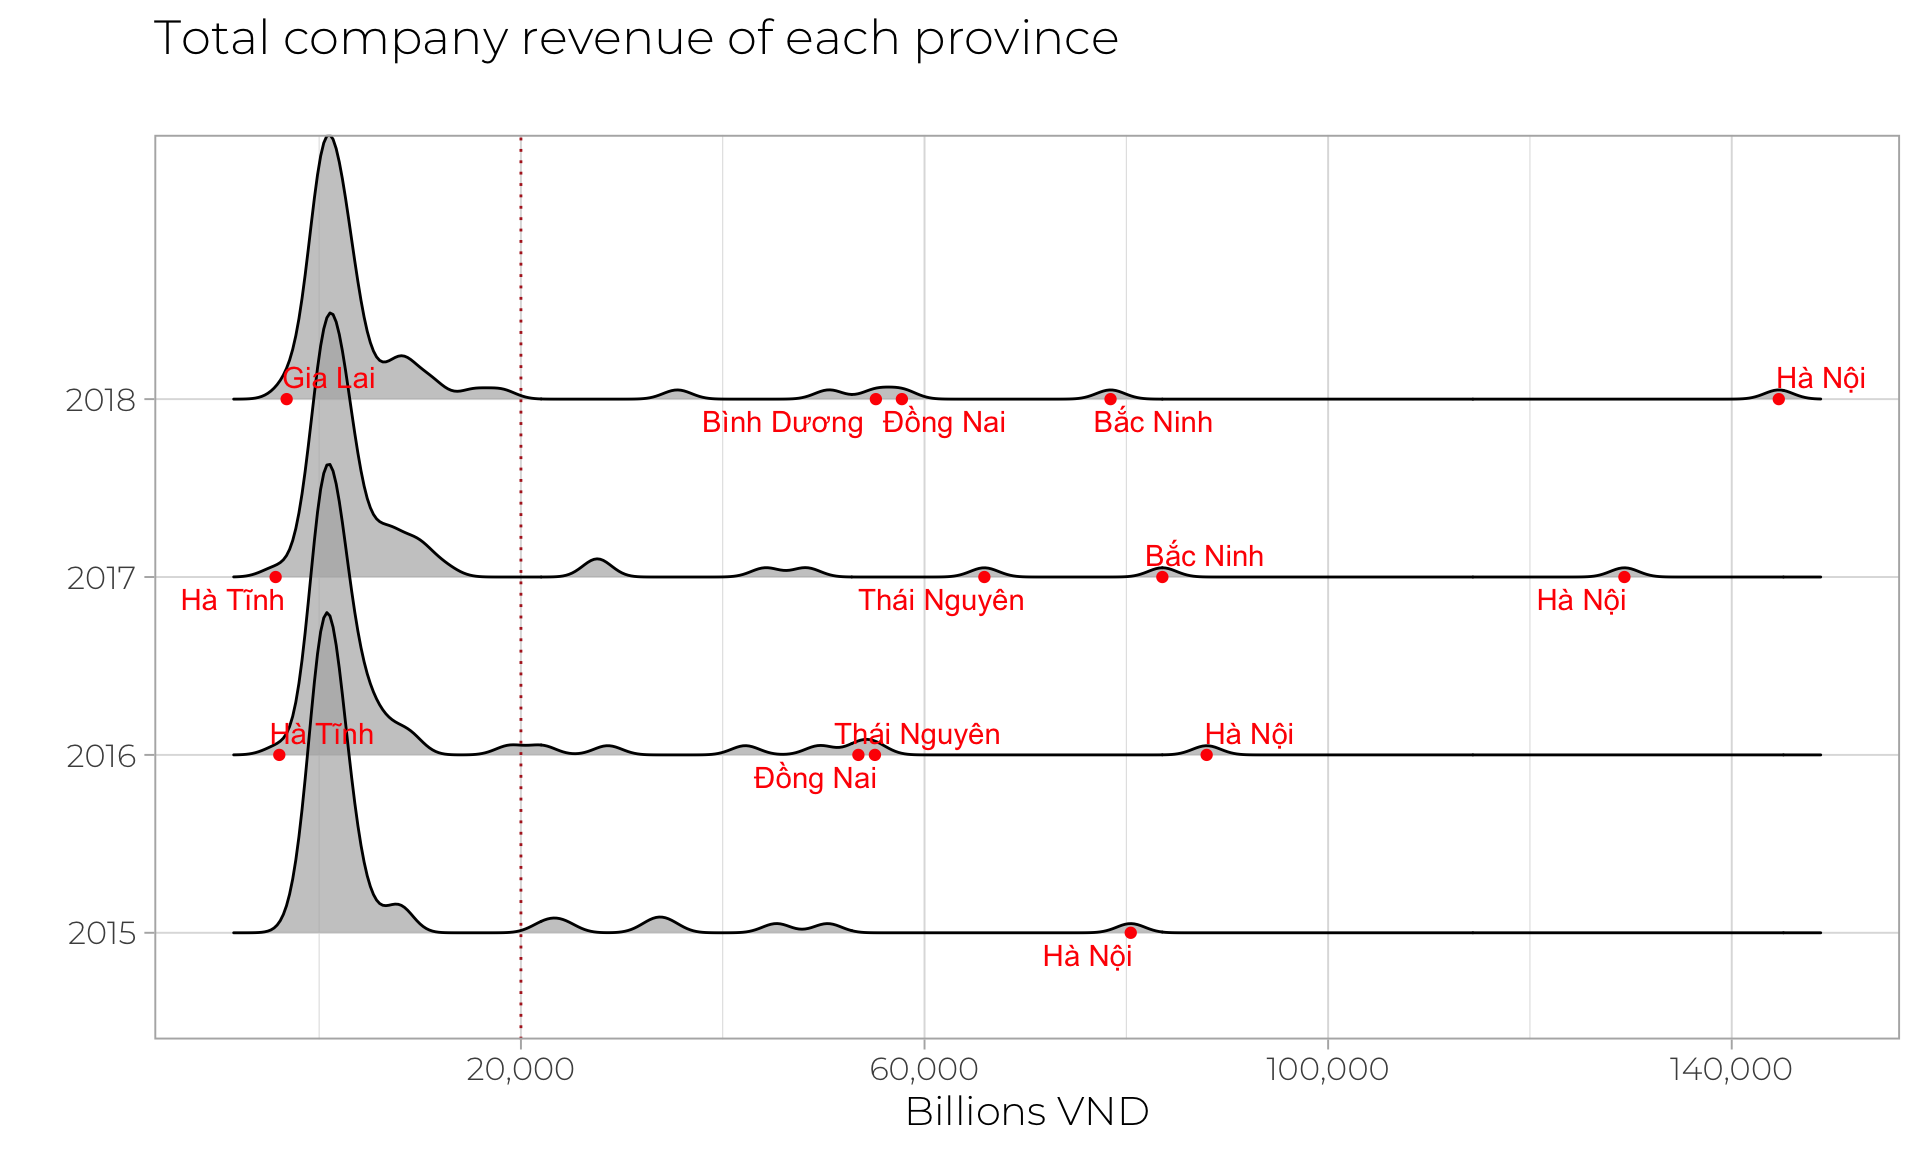 Total company revenue of each province
2018
Gia Lai
Hà Nội
Bình Dương
Đồng Nai
Bắc Ninh
2017
Bắc Ninh
Hà Tĩnh
Thái Nguyên
Hà Nội
2016
Hà Tĩnh
Thái Nguyên
Hà Nội
Đồng Nai
2015
Hà Nội
20,000
60,000
100,000
140,000
Billions VND